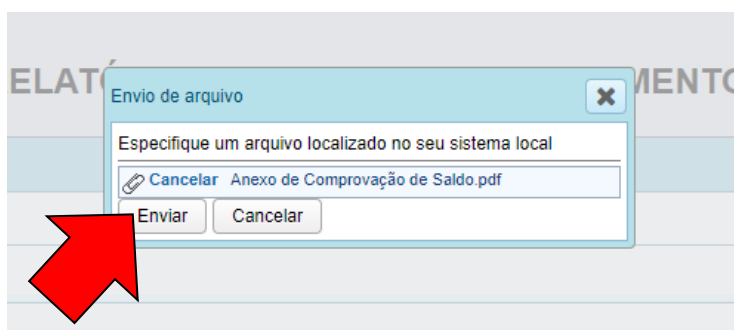 Envio de arquivo
Especifique um arquivo localizado no seu sistema local
Cancelar Anexo de Comprovação de Saldo.pdf
Enviar Cancelar